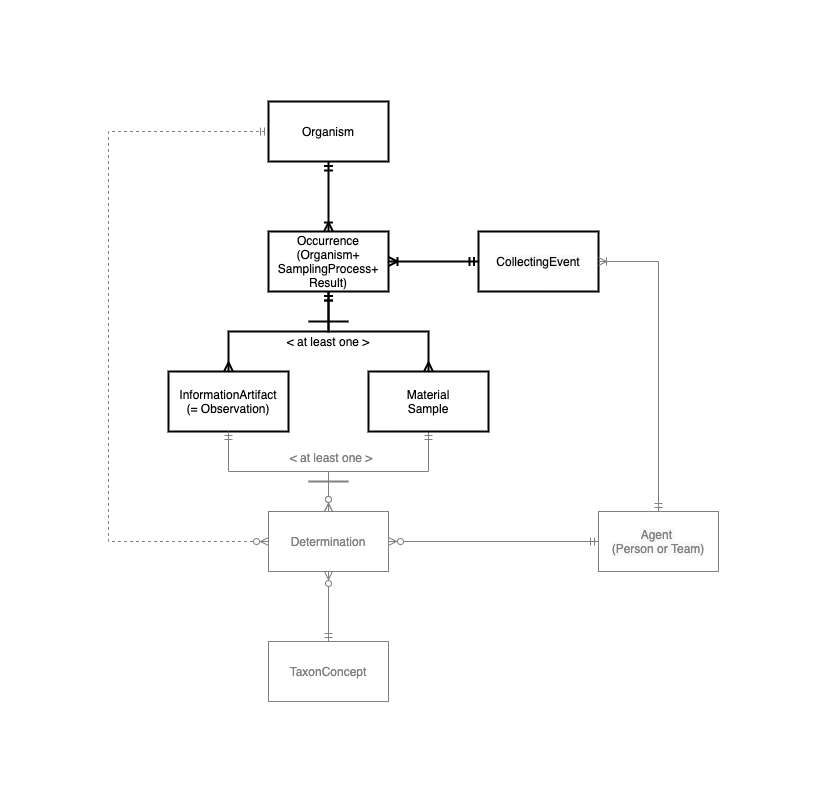 Organism
Occurrence
(Organism+
SamplingProcess+
Result)
CollectingEvent
< at least one >
InformationArtifact
(= Observation)
Material
Sample
< at least one >
Determination
Agent
(Person or Team)
TaxonConcept